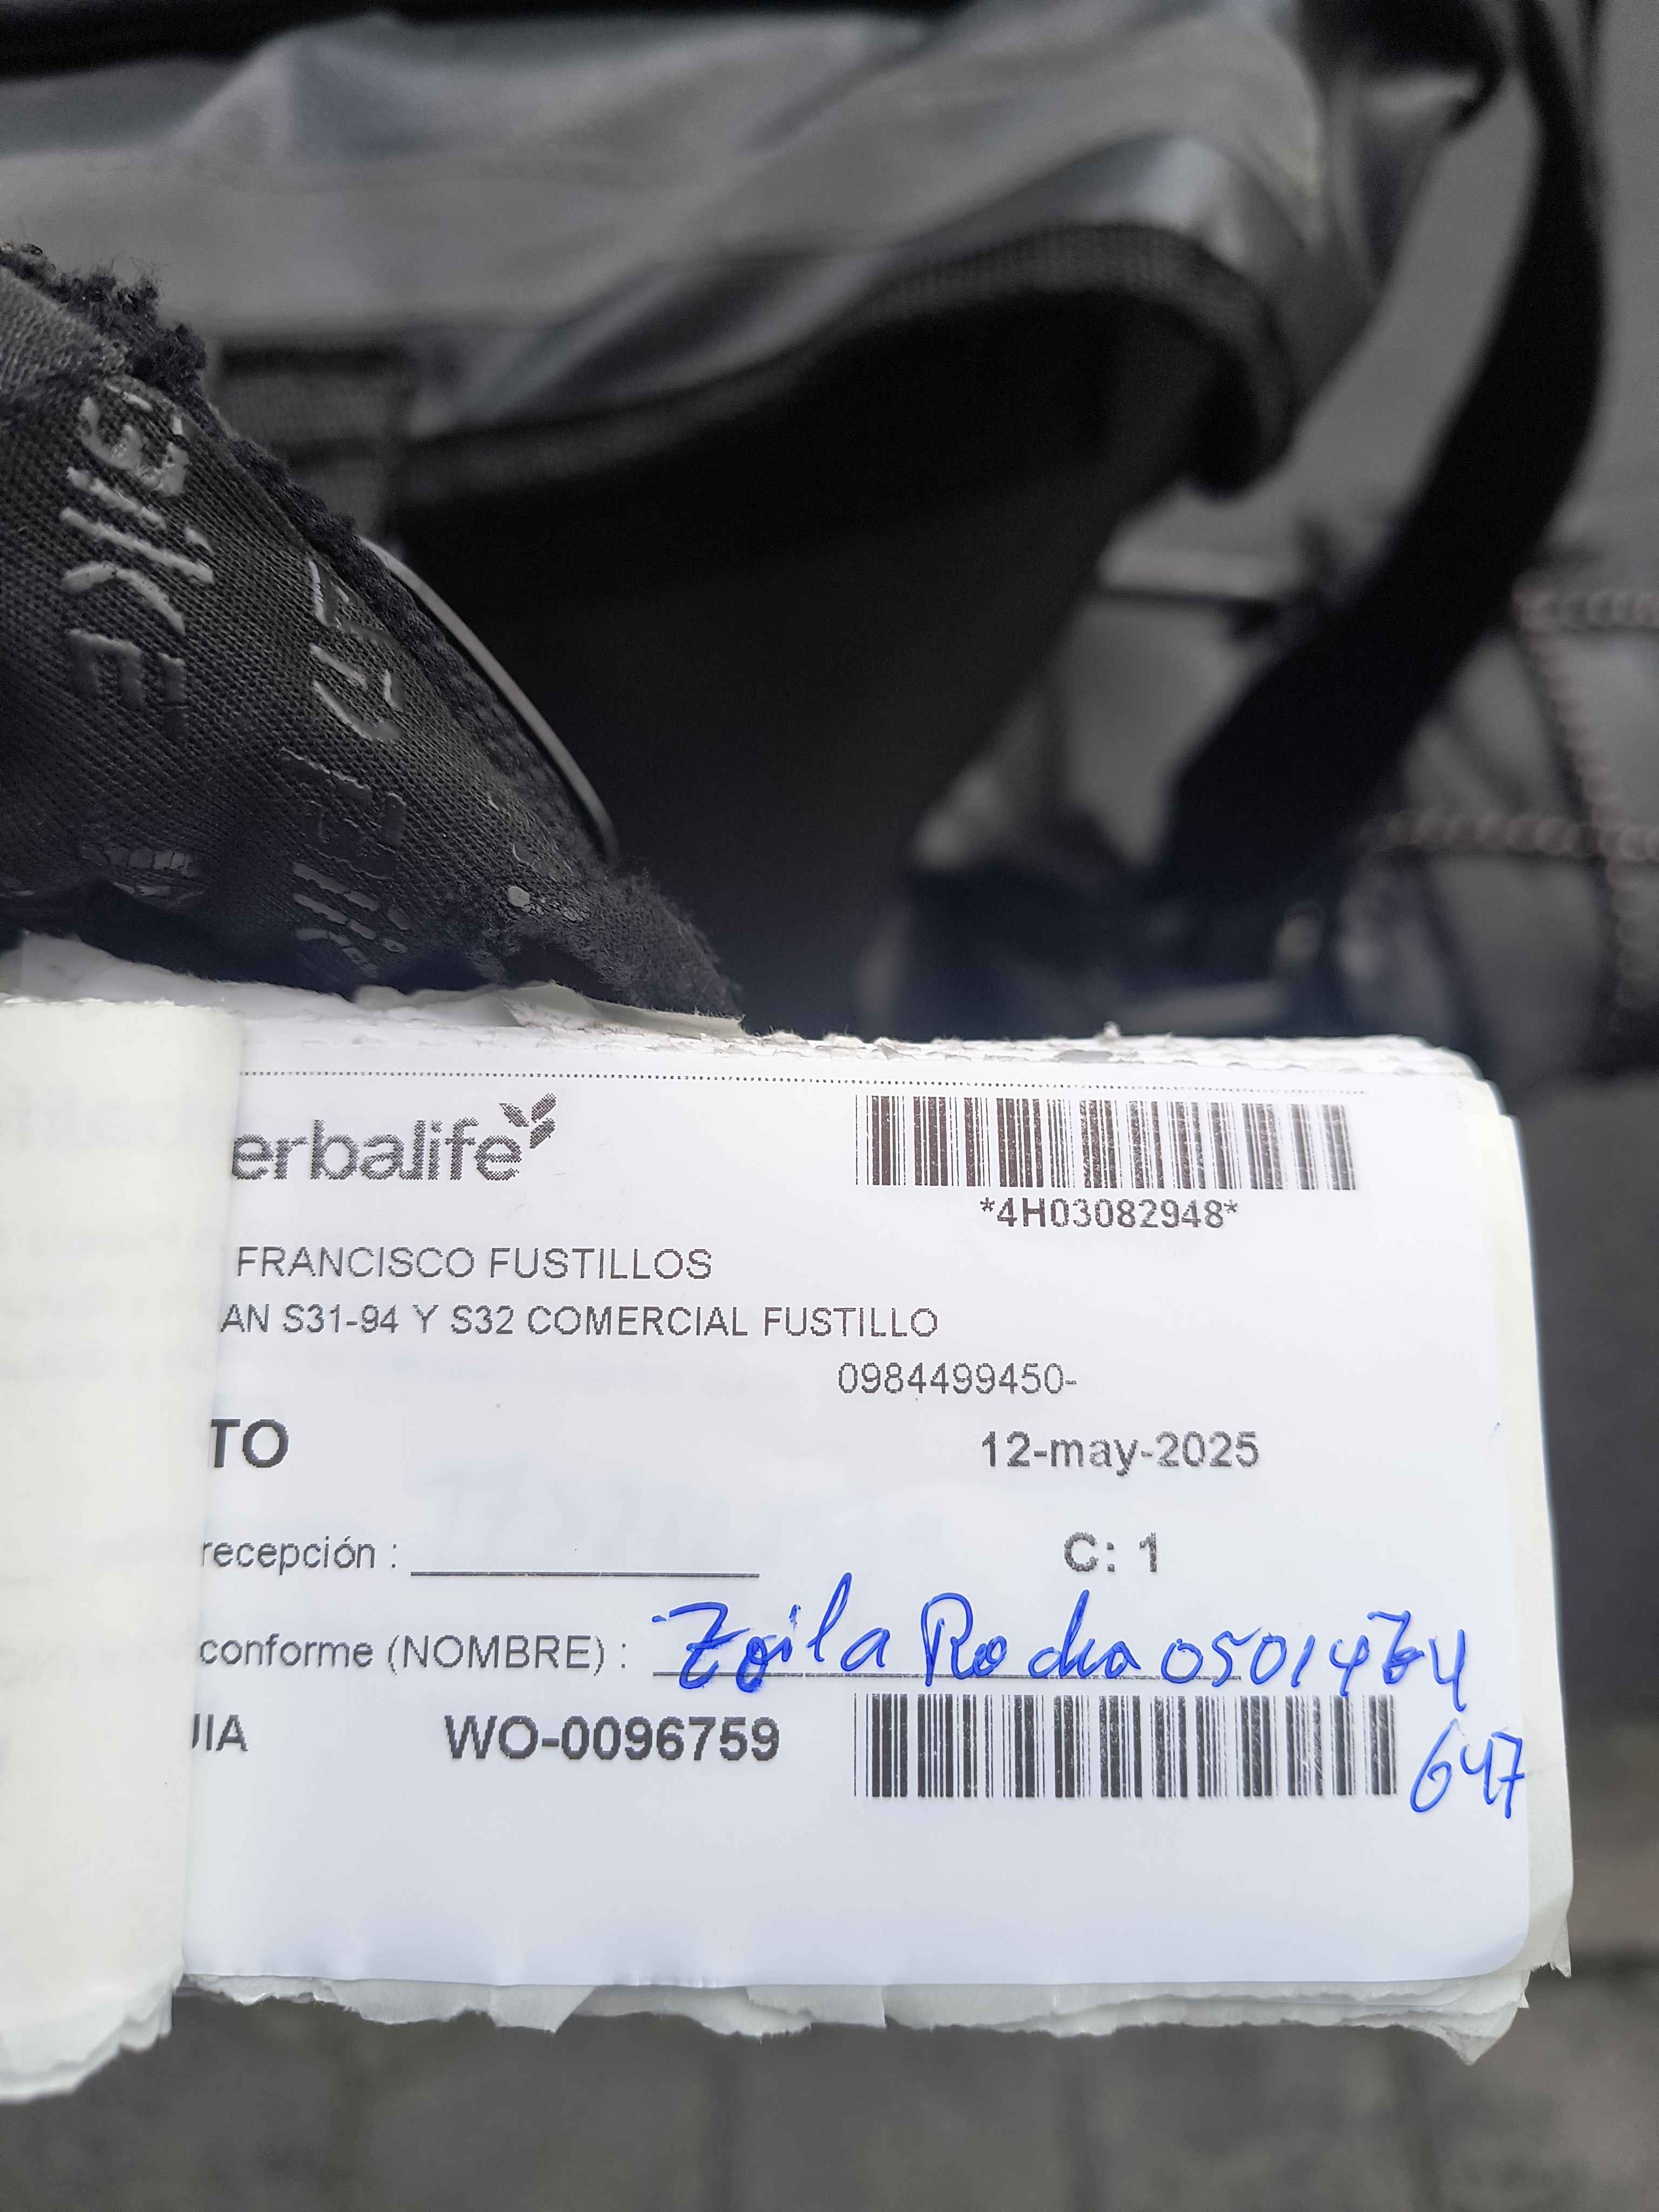 erbalife
*4H03082948*
FRANCISCO FUSTILLOS
AN S31-94 Y S32 COMERCIAL FUSTILLO
0984499450-
TO 12-may-2025
recepción : C: 1
conforme (NOMBRE) : Zoila Rocha 0501474
647
UIA WO-0096759